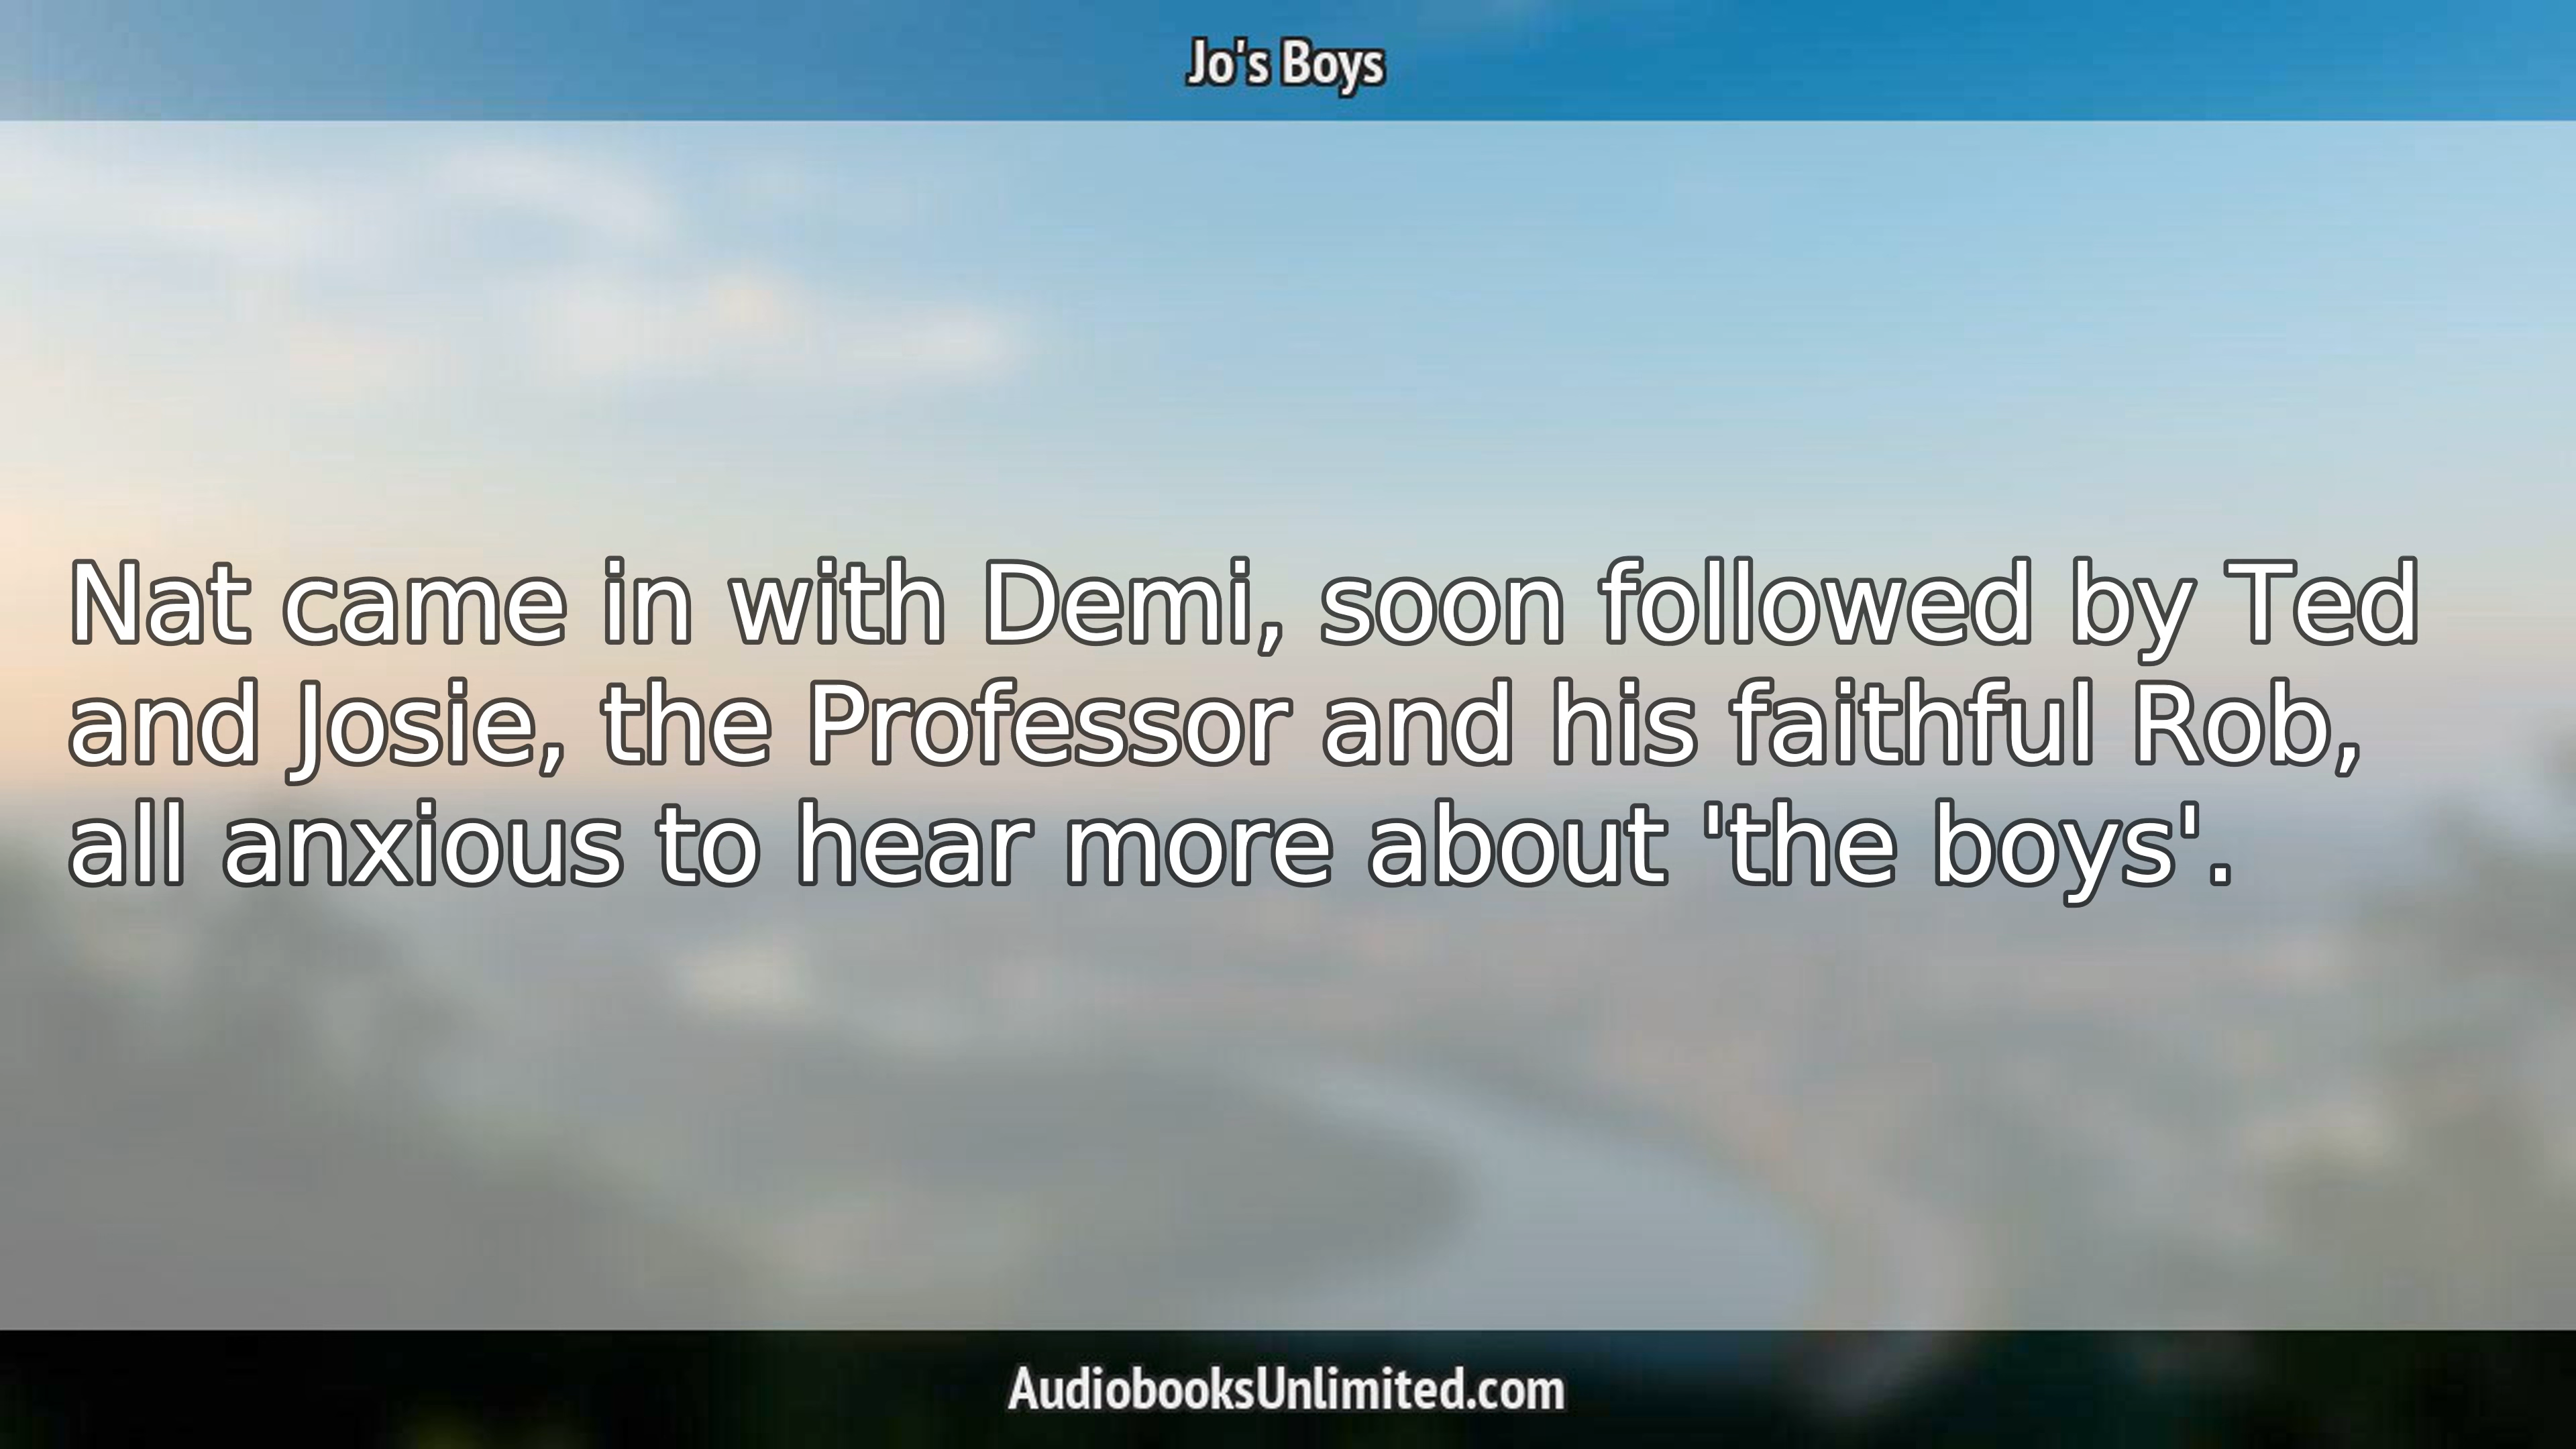 Jo's Boys
Nat came in with Demi, soon followed by Ted
and Josie, the Professor and his faithful Rob,
all anxious to hear more about 'the boys'.
AudiobooksUnlimited.com